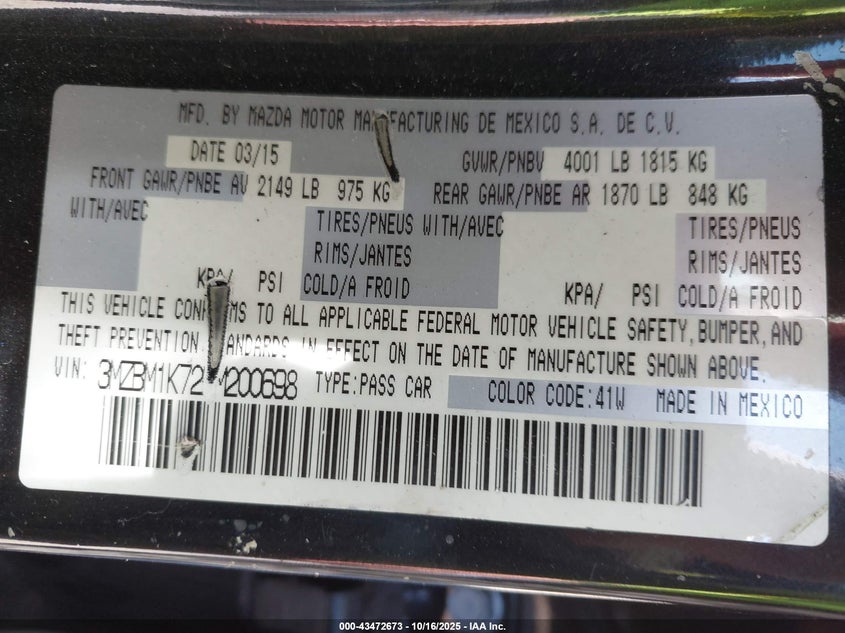 MFD. BY MAZDA MOTOR MANUFACTURING DE MEXICO S.A. DE C.V.
DATE 03/15 GVWR/PNBV 4001 LB 1815 KG
FRONT GAWR/PNBE AV 2149 LB 975 KG REAR GAWR/PNBE AR 1870 LB 848 KG
WITH/AVEC TIRES/PNEUS WITH/AVEC TIRES/PNEUS
RIMS/JANTES RIMS/JANTES
KPA/ PSI COLD/A FROID KPA/ PSI COLD/A FROID
THIS VEHICLE CONFORMS TO ALL APPLICABLE FEDERAL MOTOR VEHICLE SAFETY, BUMPER, AND
THEFT PREVENTION STANDARDS IN EFFECT ON THE DATE OF MANUFACTURE SHOWN ABOVE.
VIN: 3MZBM1K72 M200698 TYPE:PASS CAR COLOR CODE:41W MADE IN MEXICO
000-43472673 - 10/16/2025 - IAA Inc.